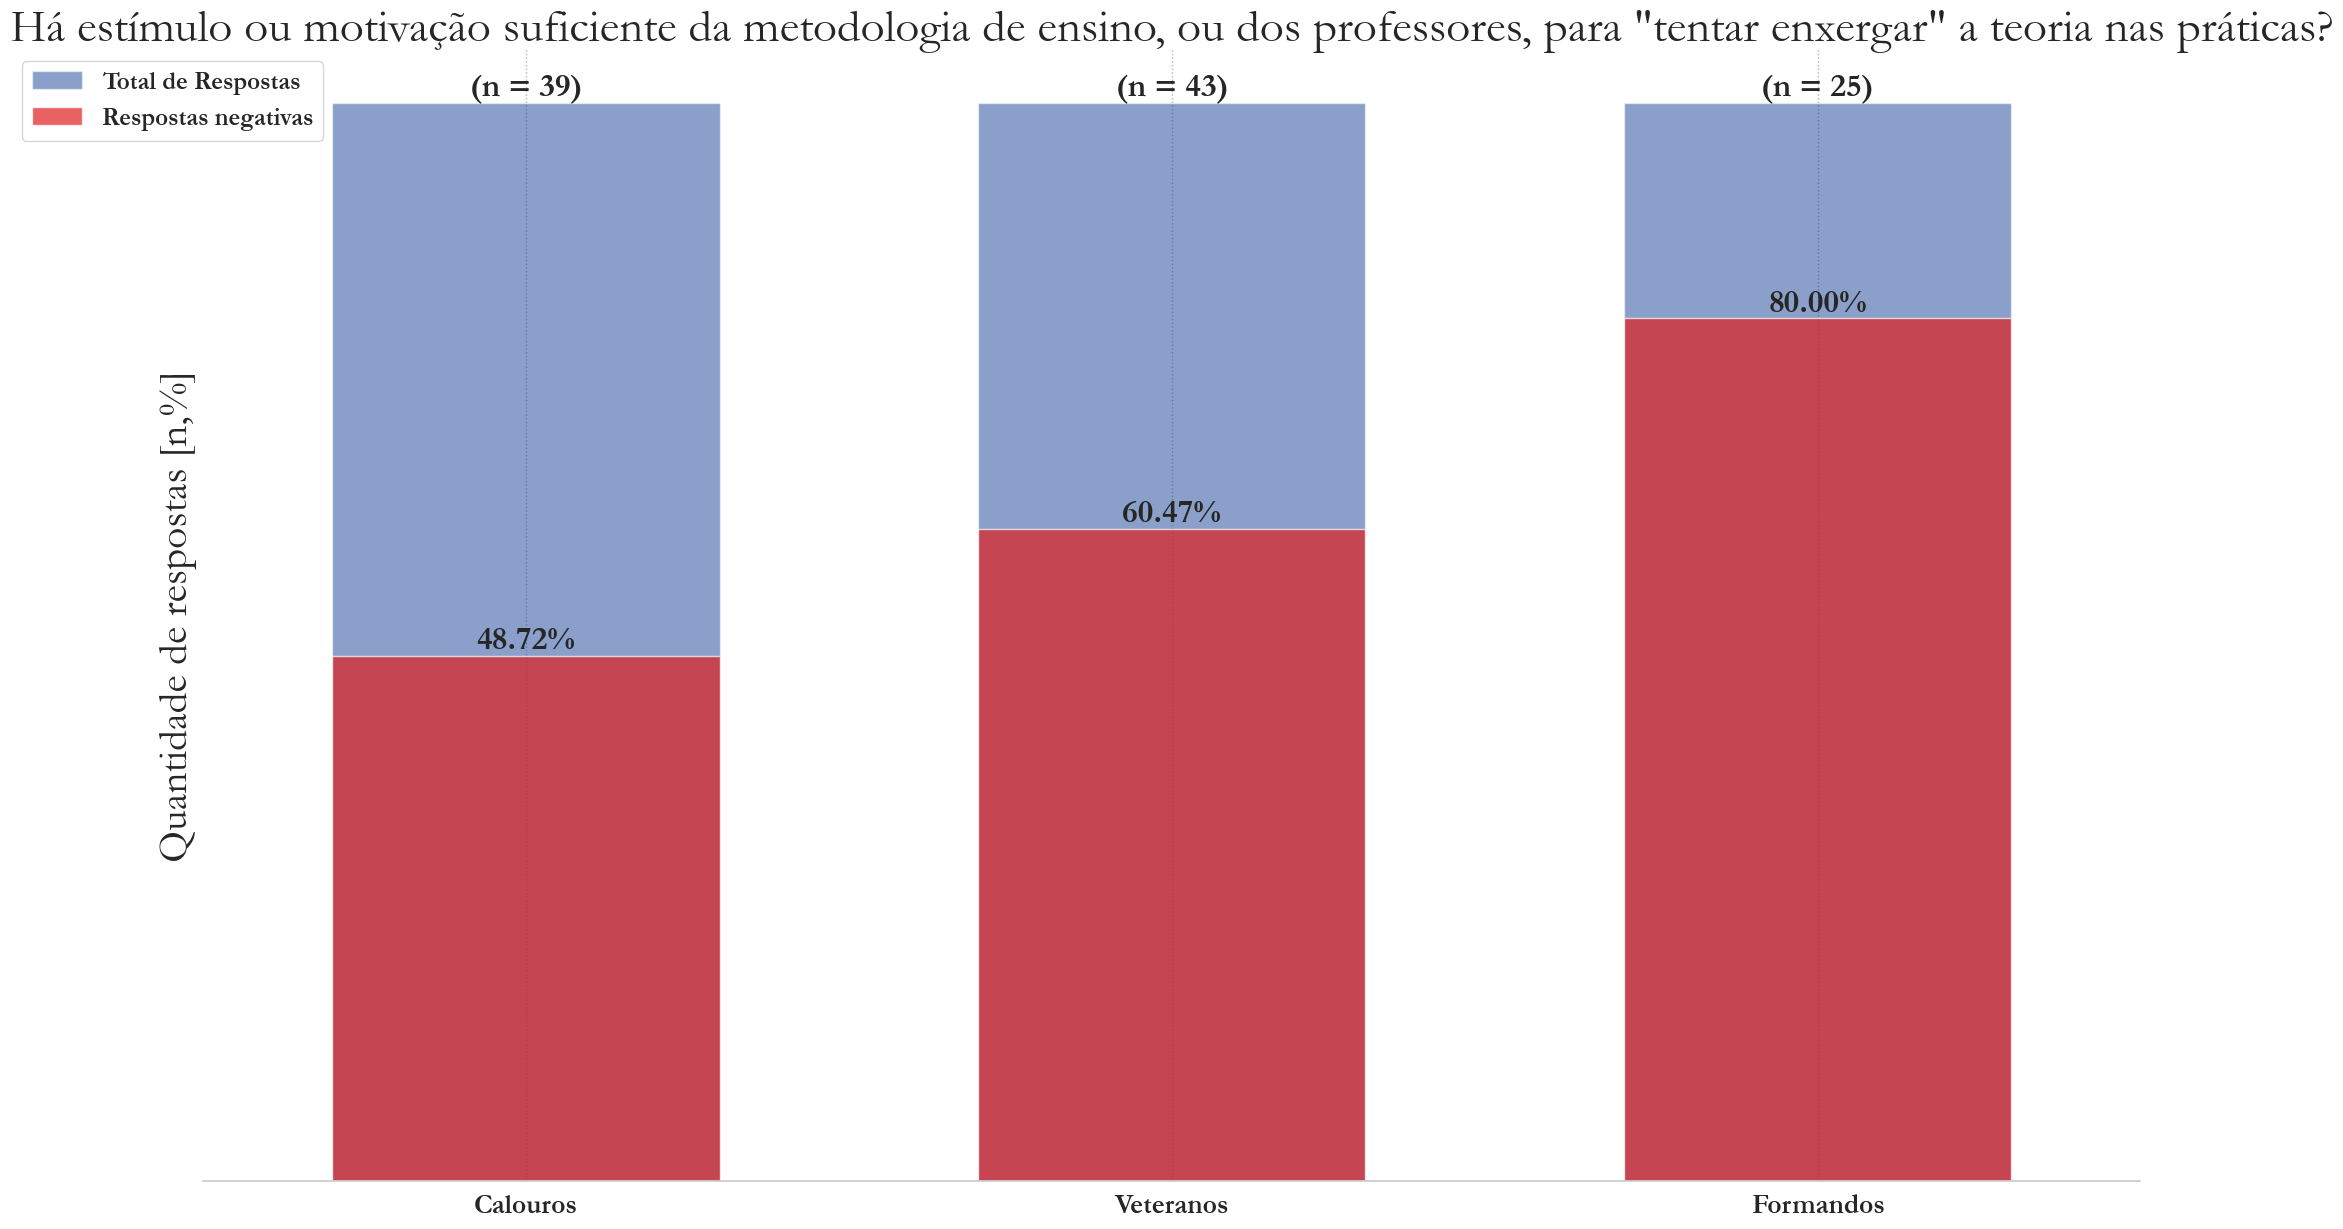 Há estímulo ou motivação suficiente da metodologia de ensino, ou dos professores, para "tentar enxergar" a teoria nas práticas?
Total de Respostas
Respostas negativas
(n = 39)
(n = 43)
(n = 25)
80.00%
60.47%
48.72%
Quantidade de respostas [n,%]
Calouros
Veteranos
Formandos